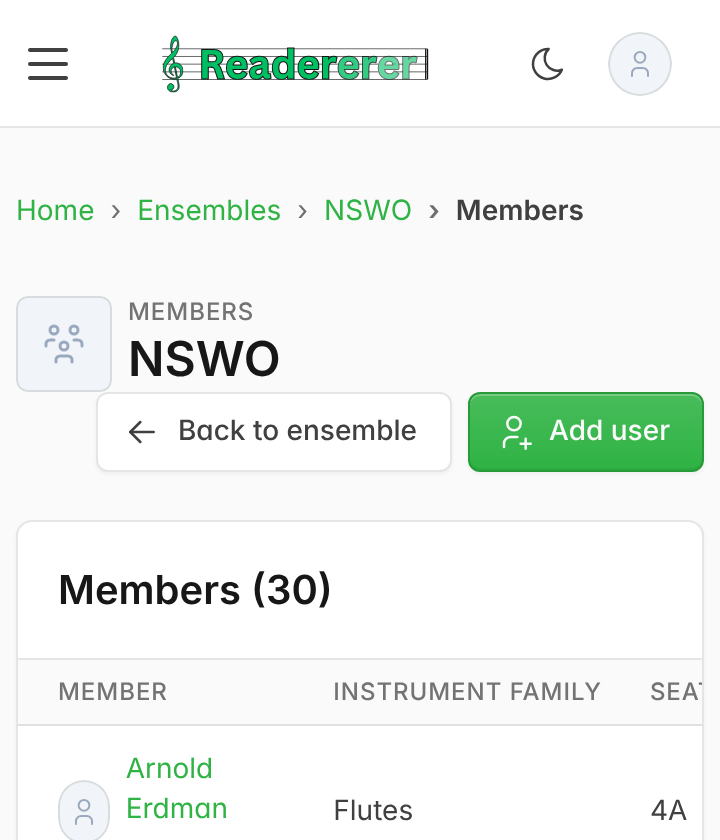 Readererer
Home › Ensembles › NSWO › Members
MEMBERS
NSWO
Back to ensemble
Add user
Members (30)
MEMBER INSTRUMENT FAMILY SEAT
Arnold
Erdman
Flutes 4A